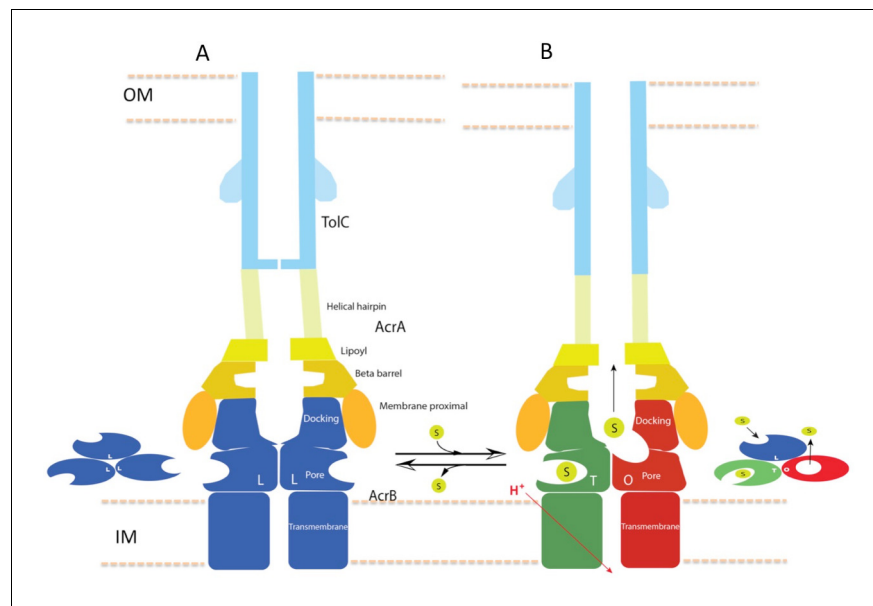 A
B
OM
TolC
Helical hairpin
AcrA
Lipoyl
Beta barrel
Membrane proximal
Docking
L L
Pore
S
S
AcrB
IM
Transmembrane
L
L L
S
Docking
S
T O
Pore
H+
Transmembrane
S
S
L
T O
S